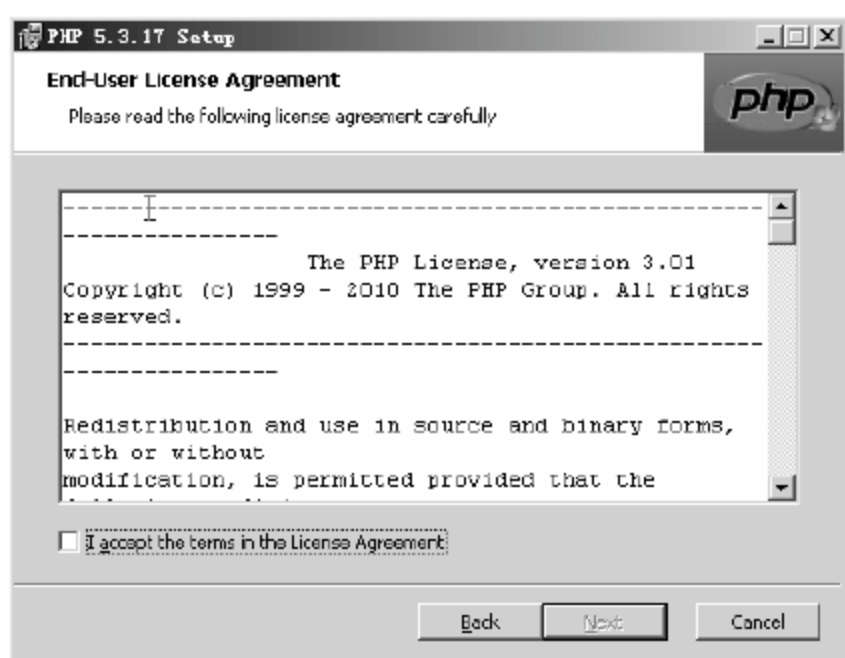 PHP 5.3.17 Setup
End-User License Agreement
Please read the following license agreement carefully
php
----------------------------------------------------
----------------
The PHP License, version 3.01
Copyright (c) 1999 - 2010 The PHP Group. All rights
reserved.
----------------------------------------------------
----------------
Redistribution and use in source and binary forms,
with or without
modification, is permitted provided that the
I accept the terms in the License Agreement
Back
Next
Cancel